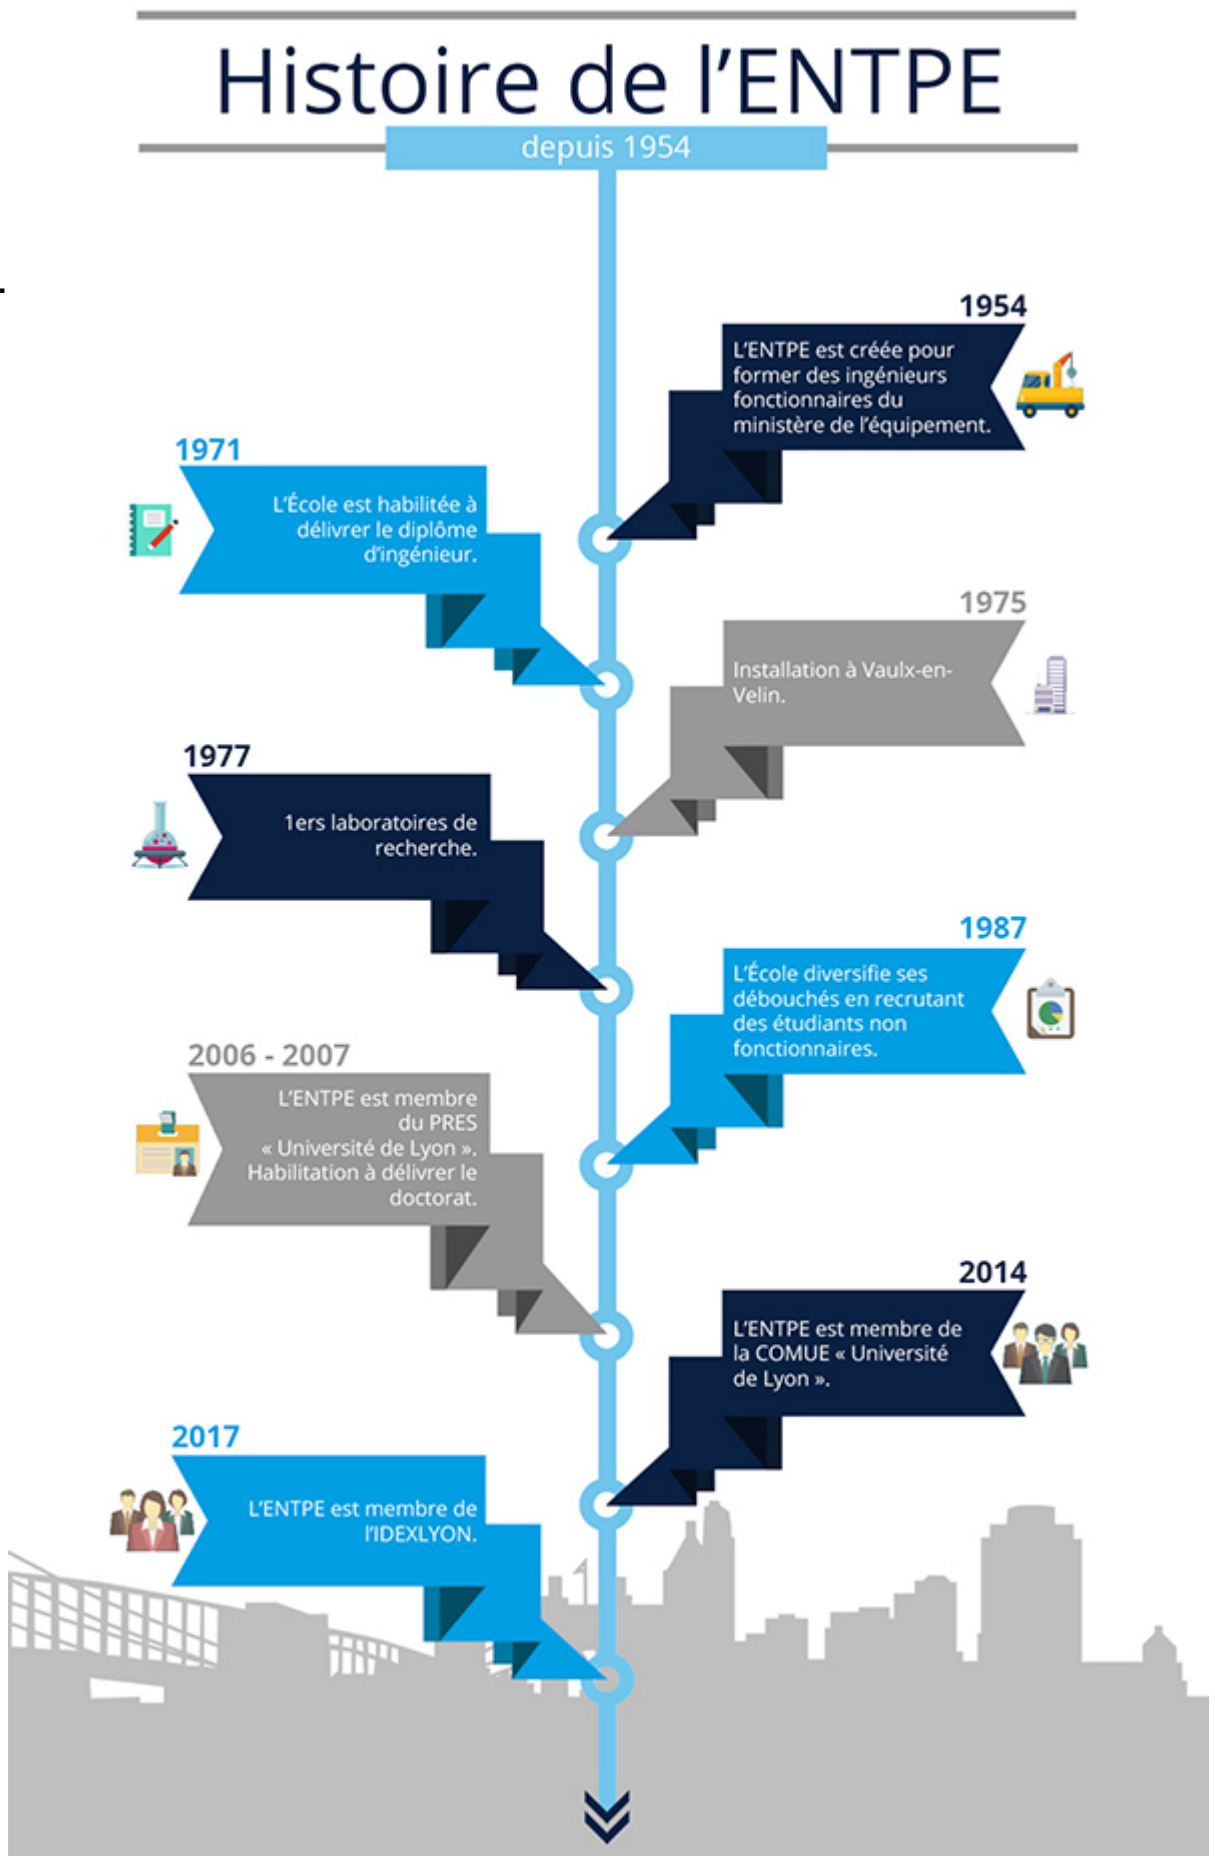 Histoire de l'ENTPE
depuis 1954
1954
L'ENTPE est créée pour
former des ingénieurs
fonctionnaires du
ministère de l'équipement.
1971
L'École est habilitée à
délivrer le diplôme
d'ingénieur.
1975
Installation à Vaulx-en-
Velin.
1977
1ers laboratoires de
recherche.
1987
L'École diversifie ses
débouchés en recrutant
des étudiants non
fonctionnaires.
2006 - 2007
L'ENTPE est membre
du PRES
« Université de Lyon ».
Habilitation à délivrer le
doctorat.
2014
L'ENTPE est membre de
la COMUE « Université
de Lyon ».
2017
L'ENTPE est membre de
l'IDEXLYON.